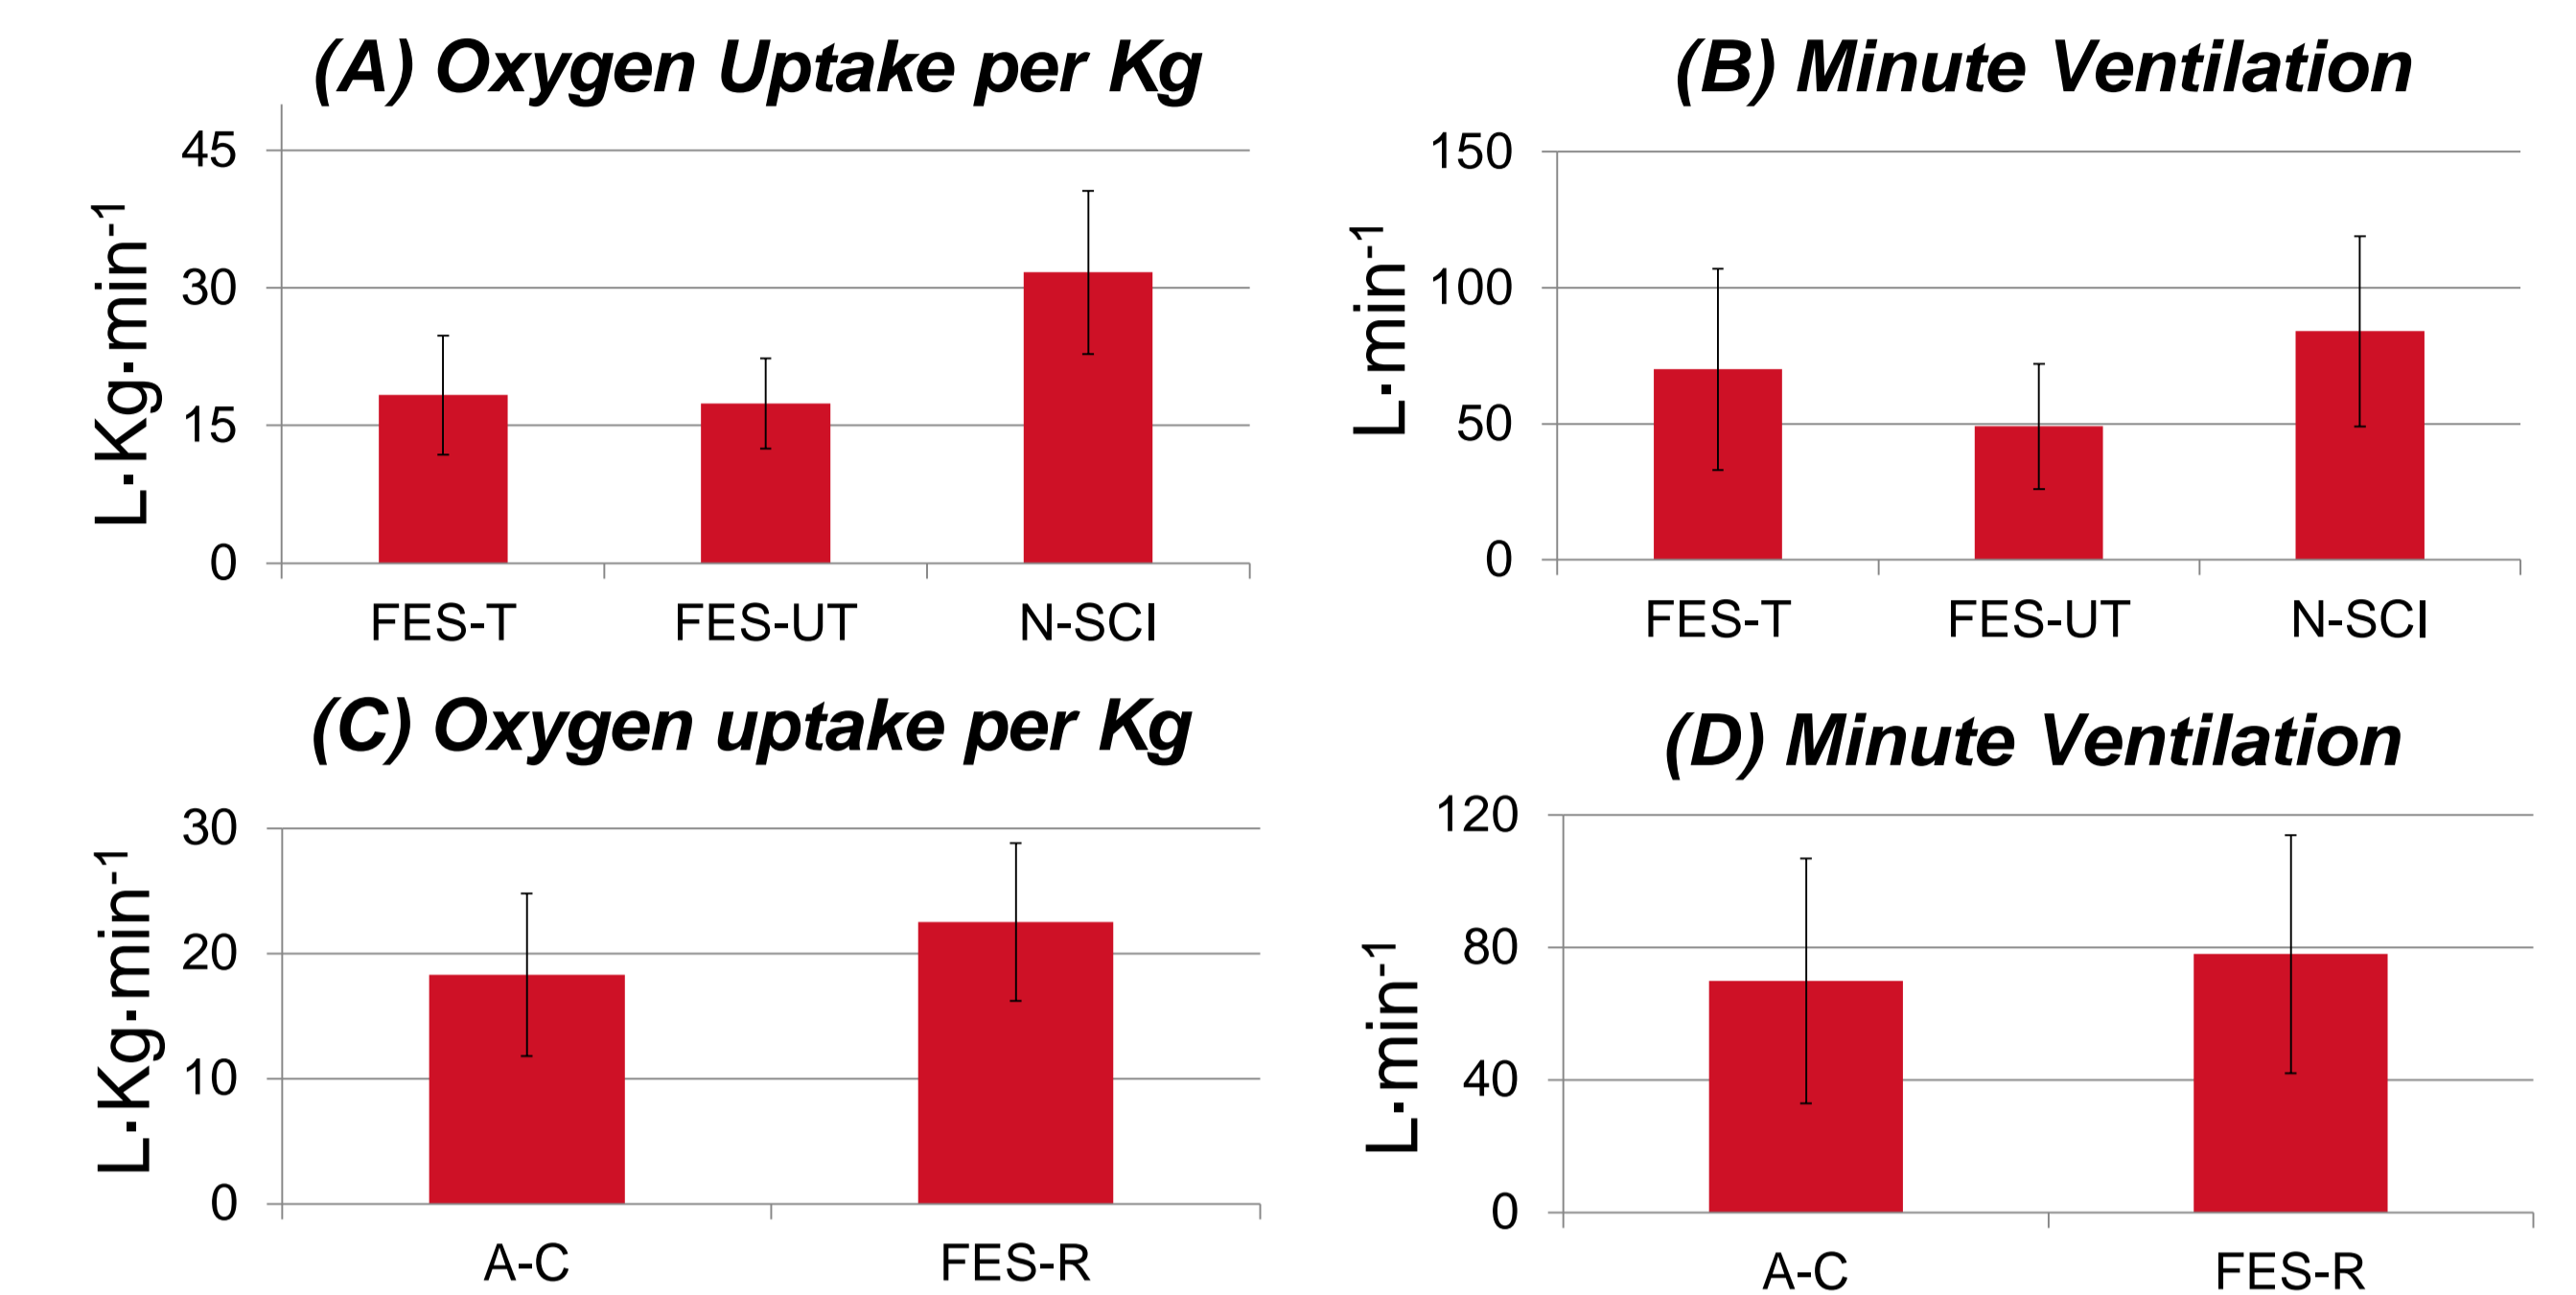 (A) Oxygen Uptake per Kg
L·Kg·min-1
45
30
15
0
FES-T FES-UT N-SCI
(B) Minute Ventilation
L·min-1
150
100
50
0
FES-T FES-UT N-SCI
(C) Oxygen uptake per Kg
L·Kg·min-1
30
20
10
0
A-C FES-R
(D) Minute Ventilation
L·min-1
120
80
40
0
A-C FES-R